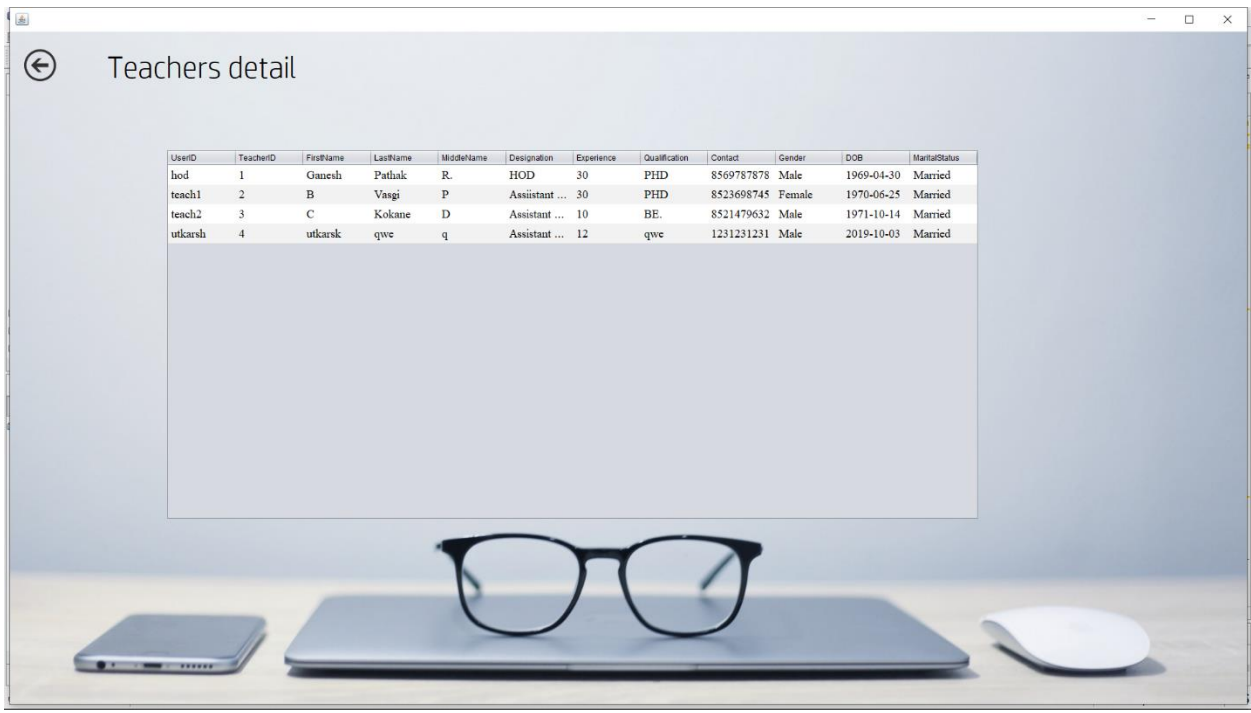 Teachers detail
UserID TeacherID FirstName LastName MiddleName Designation Experience Qualification Contact Gender DOB MaritalStatus
hod 1 Ganesh Pathak R. HOD 30 PHD 8569787878 Male 1969-04-30 Married
teach1 2 B Vasgi P Assiistant ... 30 PHD 8523698745 Female 1970-06-25 Married
teach2 3 C Kokane D Assistant ... 10 BE. 8521479632 Male 1971-10-14 Married
utkarsh 4 utkarsk qwe q Assistant ... 12 qwe 1231231231 Male 2019-10-03 Married